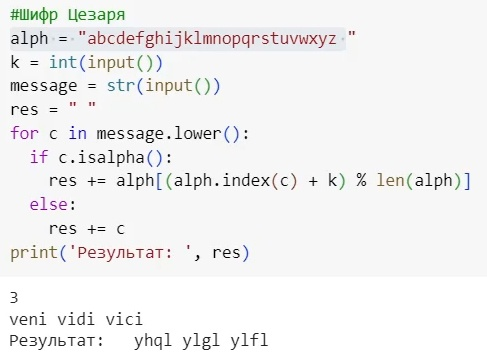 #Шифр Цезаря
alph = "abcdefghijklmnopqrstuvwxyz "
k = int(input())
message = str(input())
res = " "
for c in message.lower():
  if c.isalpha():
    res += alph[(alph.index(c) + k) % len(alph)]
  else:
    res += c
print('Результат: ', res)
3
veni vidi vici
Результат:   yhql ylgl ylfl